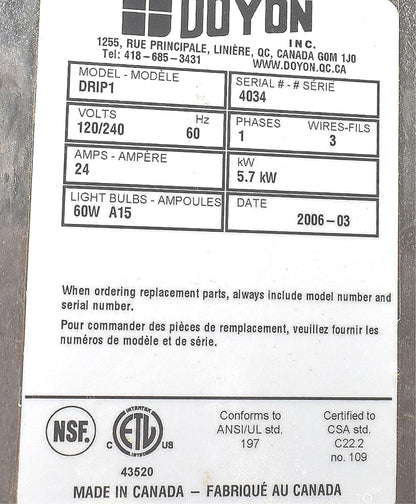 DOYON
INC.
1255, RUE PRINCIPALE, LINIÈRE, QC, CANADA G0M 1J0
Tel: 418-685-3431 WWW.DOYON.QC.CA
MODEL - MODÈLE
DRIP1
SERIAL # - # SÉRIE
4034
VOLTS Hz
120/240 60
PHASES WIRES-FILS
1 3
AMPS - AMPÈRE
24
kW
5.7 kW
LIGHT BULBS - AMPOULES
60W A15
DATE
2006-03
When ordering replacement parts, always include model number and
serial number.
Pour commander des pièces de remplacement, veuillez fournir les
numéros de modèle et de série.
NSF.
INTERTEK
C ETL US
43520
Conforms to
ANSI/UL std.
197
Certified to
CSA std.
C22.2
no. 109
MADE IN CANADA - FABRIQUÉ AU CANADA